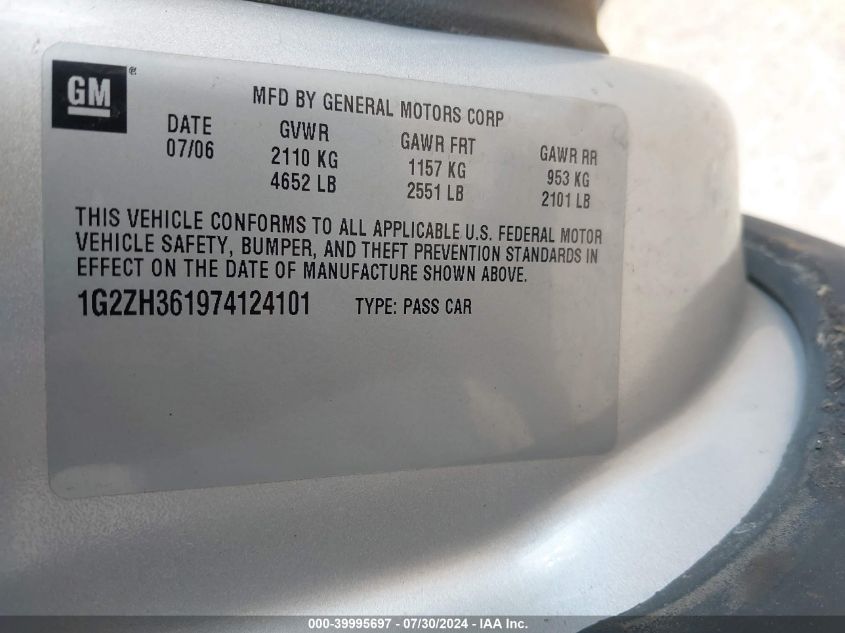 GM
MFD BY GENERAL MOTORS CORP
DATE GVWR GAWR FRT GAWR RR
07/06 2110 KG 1157 KG 953 KG
4652 LB 2551 LB 2101 LB
THIS VEHICLE CONFORMS TO ALL APPLICABLE U.S. FEDERAL MOTOR
VEHICLE SAFETY, BUMPER, AND THEFT PREVENTION STANDARDS IN
EFFECT ON THE DATE OF MANUFACTURE SHOWN ABOVE.
1G2ZH361974124101 TYPE: PASS CAR
000-39995697 - 07/30/2024 - IAA Inc.